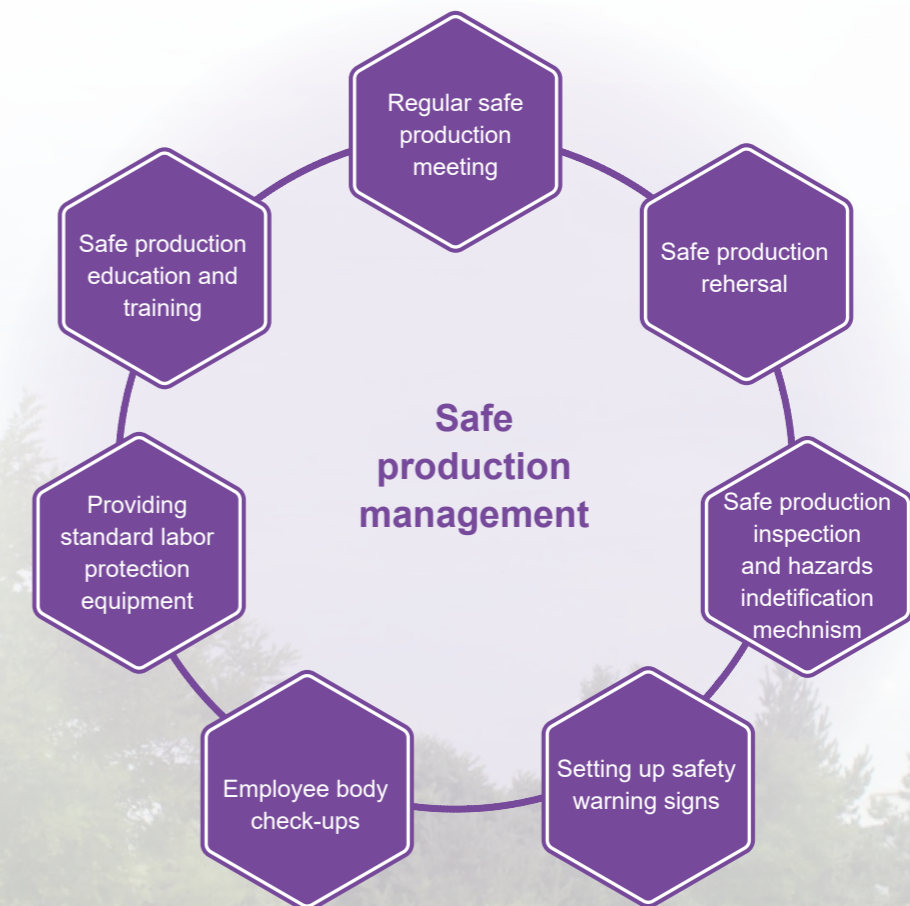 Regular safe
production
meeting
Safe production
education and
training
Safe production
rehersal
Safe
production
management
Providing
standard labor
protection
equipment
Safe production
inspection
and hazards
indetification
mechnism
Employee body
check-ups
Setting up safety
warning signs